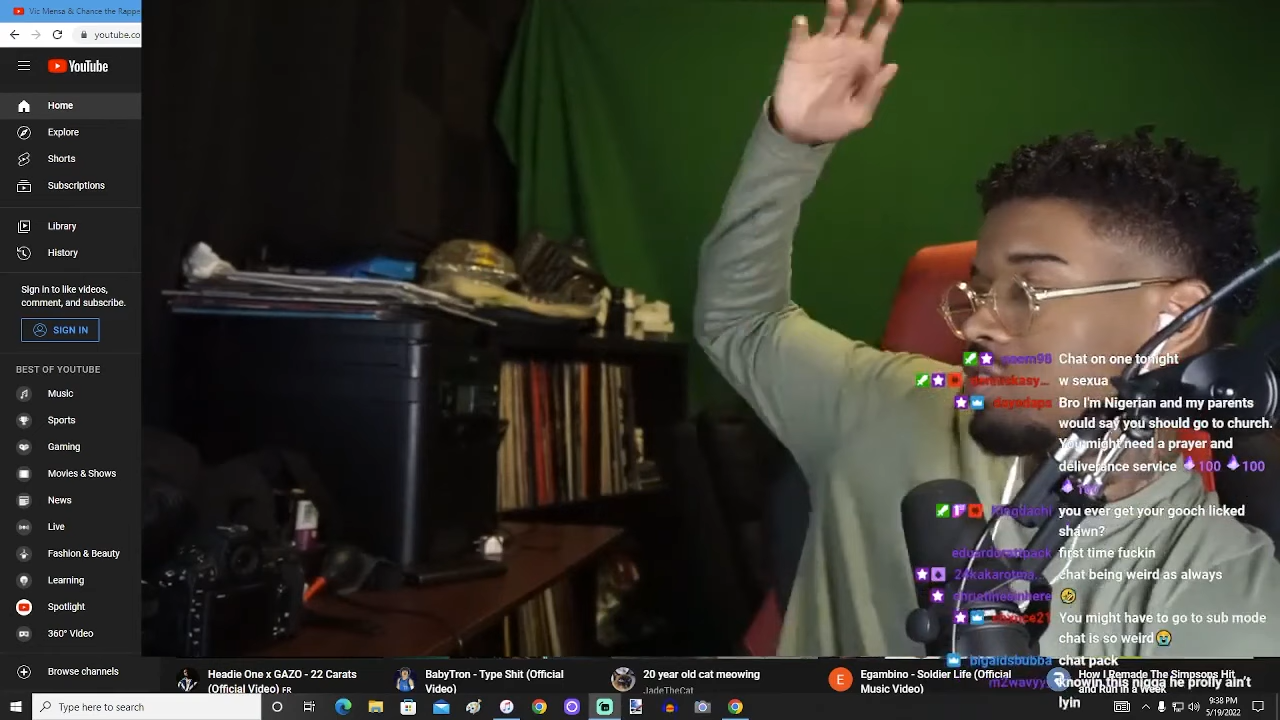 Vic Mensa & Chance the Rappe
youtube.co
YouTube
Home
Explore
Shorts
Subscriptions
Library
History
Sign in to like videos,
comment, and subscribe.
SIGN IN
BEST OF YOUTUBE
Music
Sports
Gaming
Movies & Shows
News
Live
Fashion & Beauty
Learning
Spotlight
360° Video
Browse channels
Chat on one tonight
w sexua
Bro I'm Nigerian and my parents
would say you should go to church.
You might need a prayer and
deliverance service 100 100
you ever get your gooch licked
shawn?
first time fuckin
chat being weird as always
You might have to go to sub mode
chat is so weird
bigaidsbubba chat pack
known this nigga he prolly ain't
lyin
Headie One x GAZO - 22 Carats
(Official Video) FR
BabyTron - Type Shit (Official
Video)
20 year old cat meowing
JadeTheCat
E
Egambino - Soldier Life (Official
Music Video)
How I Remade The Simpsons Hit
and Run in a Week
Type here to search
9:38 PM
5/19/2022